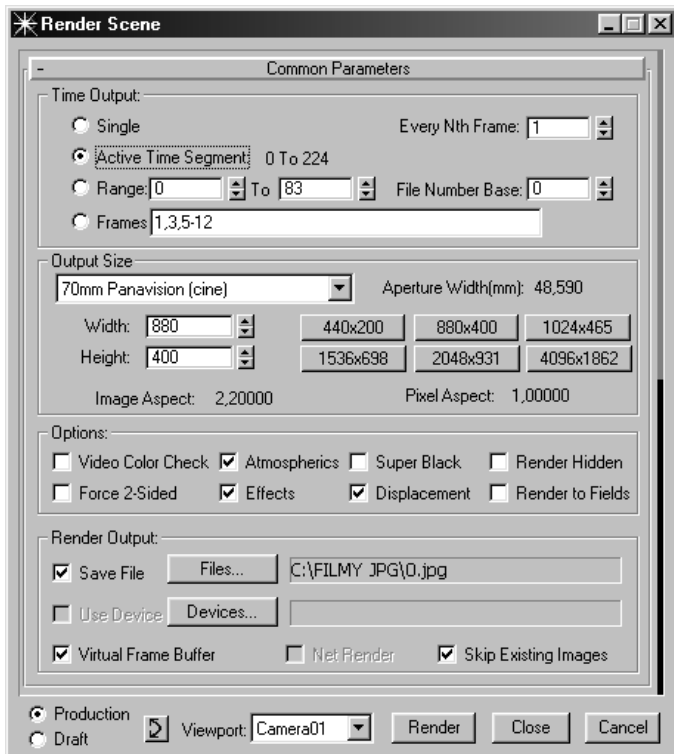 Render Scene
- Common Parameters
Time Output:
Single Every Nth Frame: 1
Active Time Segment: 0 To 224
Range: 0 To 83 File Number Base: 0
Frames 1,3,5-12
Output Size
70mm Panavision (cine) Aperture Width(mm): 48,590
Width: 880 440x200 880x400 1024x465
Height: 400 1536x698 2048x931 4096x1862
Image Aspect: 2,20000 Pixel Aspect: 1,00000
Options:
Video Color Check Atmospherics Super Black Render Hidden
Force 2-Sided Effects Displacement Render to Fields
Render Output:
Save File Files... C:\FILMY JPG\0.jpg
Use Device Devices...
Virtual Frame Buffer Net Render Skip Existing Images
Production
Draft Viewport: Camera01 Render Close Cancel